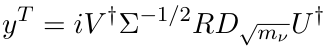 $y^T = iV^\dagger \Sigma^{-1/2} R D_{\sqrt{m_\nu}} U^\dagger$